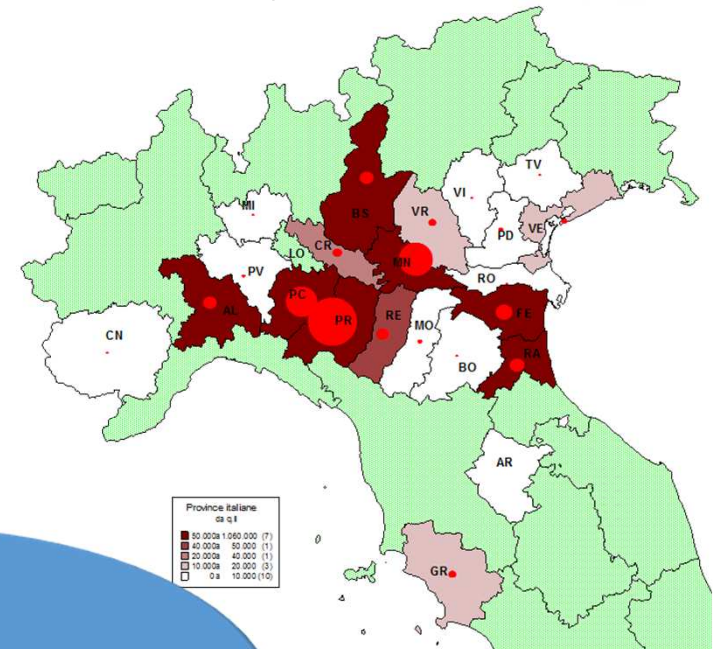 TV
MI
VI
BS
VR
VE
PD
CR
LO
MN
PV
RO
PC
AL
PR
RE
MO
FE
CN
BO
RA
AR
GR
Province italiane
da q.li
50.000 a 1.060.000 (7)
40.000 a 50.000 (1)
20.000 a 40.000 (1)
10.000 a 20.000 (3)
0 a 10.000 (10)